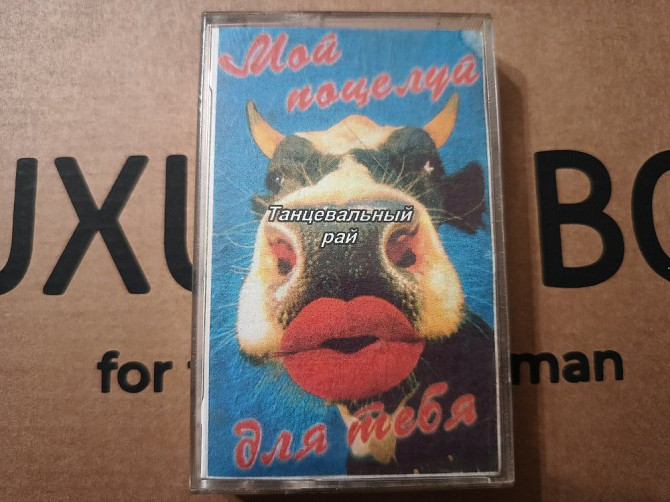 Мой
поцелуй
Танцевальный
рай
для тебя
UXU BO
for man